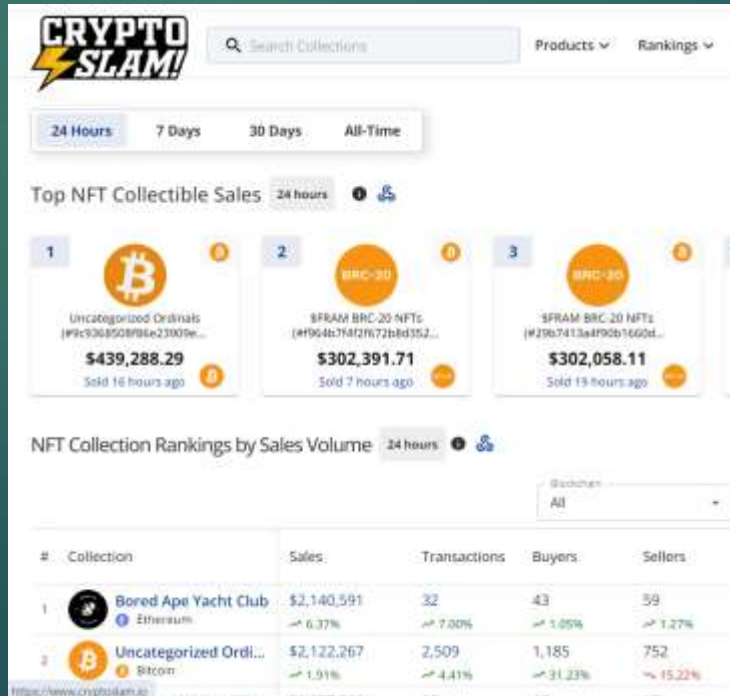 CRYPTO
SLAM!
Search Collections
Products
Rankings
24 Hours 7 Days 30 Days All-Time
Top NFT Collectible Sales 24 hours
1
Uncategorized Ordinals
$439,288.29
Sold 16 hours ago
2
BRC-20
$FRAM BRC-20 NFTs
$302,391.71
Sold 7 hours ago
3
BRC-20
$FRAM BRC-20 NFTs
$302,058.11
Sold 19 hours ago
NFT Collection Rankings by Sales Volume 24 hours
Blockchain
All
# Collection Sales Transactions Buyers Sellers
1 Bored Ape Yacht Club $2,140,591 32 43 59
Ethereum 6.37% 7.00% 1.05% 1.27%
2 Uncategorized Ordi... $2,122,267 2,509 1,185 752
Bitcoin 1.91% 4.41% 31.23% 15.22%
https://www.cryptoslam.io